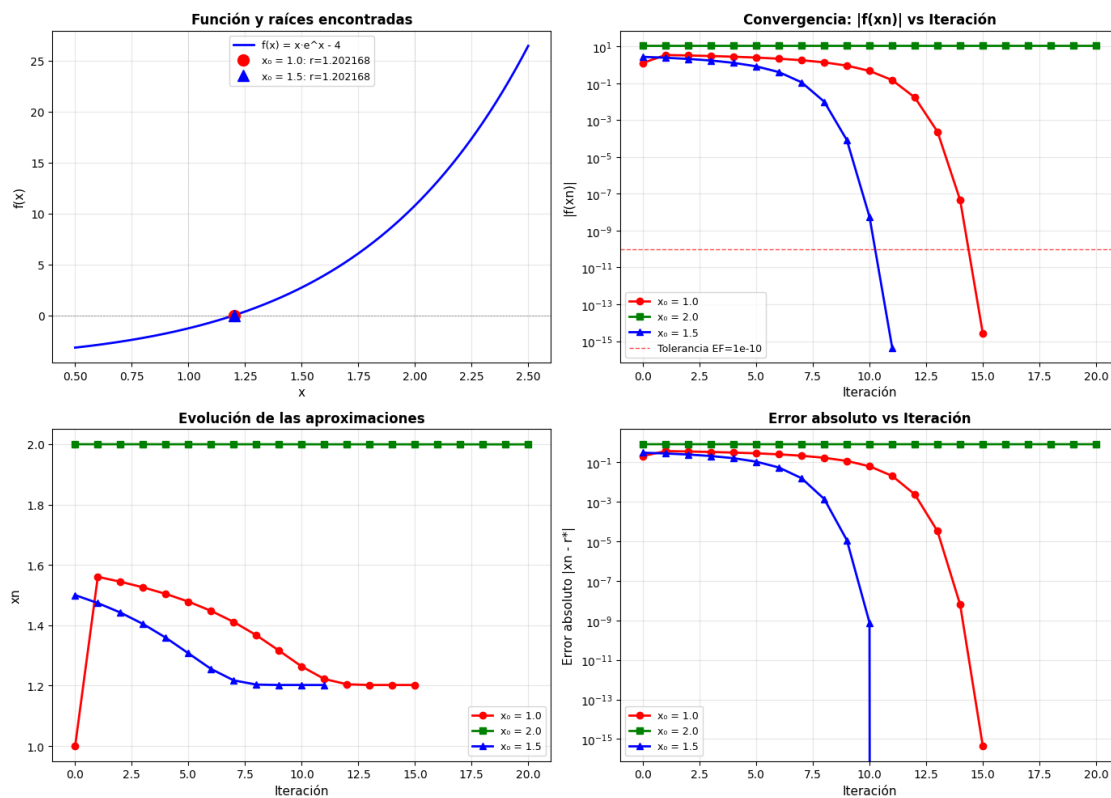 Función y raíces encontradas
f(x) = x·e^x - 4
x₀ = 1.0: r=1.202168
x₀ = 1.5: r=1.202168
f(x)
25
20
15
10
5
0
0.50 0.75 1.00 1.25 1.50 1.75 2.00 2.25 2.50
x
Convergencia: |f(xn)| vs Iteración
|f(xn)|
10¹
10⁻¹
10⁻³
10⁻⁵
10⁻⁷
10⁻⁹
10⁻¹¹
10⁻¹³
10⁻¹⁵
x₀ = 1.0
x₀ = 2.0
x₀ = 1.5
Tolerancia EF=1e-10
0.0 2.5 5.0 7.5 10.0 12.5 15.0 17.5 20.0
Iteración
Evolución de las aproximaciones
xn
2.0
1.8
1.6
1.4
1.2
1.0
x₀ = 1.0
x₀ = 2.0
x₀ = 1.5
0.0 2.5 5.0 7.5 10.0 12.5 15.0 17.5 20.0
Iteración
Error absoluto vs Iteración
Error absoluto |xn - r*|
10⁻¹
10⁻³
10⁻⁵
10⁻⁷
10⁻⁹
10⁻¹¹
10⁻¹³
10⁻¹⁵
x₀ = 1.0
x₀ = 2.0
x₀ = 1.5
0.0 2.5 5.0 7.5 10.0 12.5 15.0 17.5 20.0
Iteración